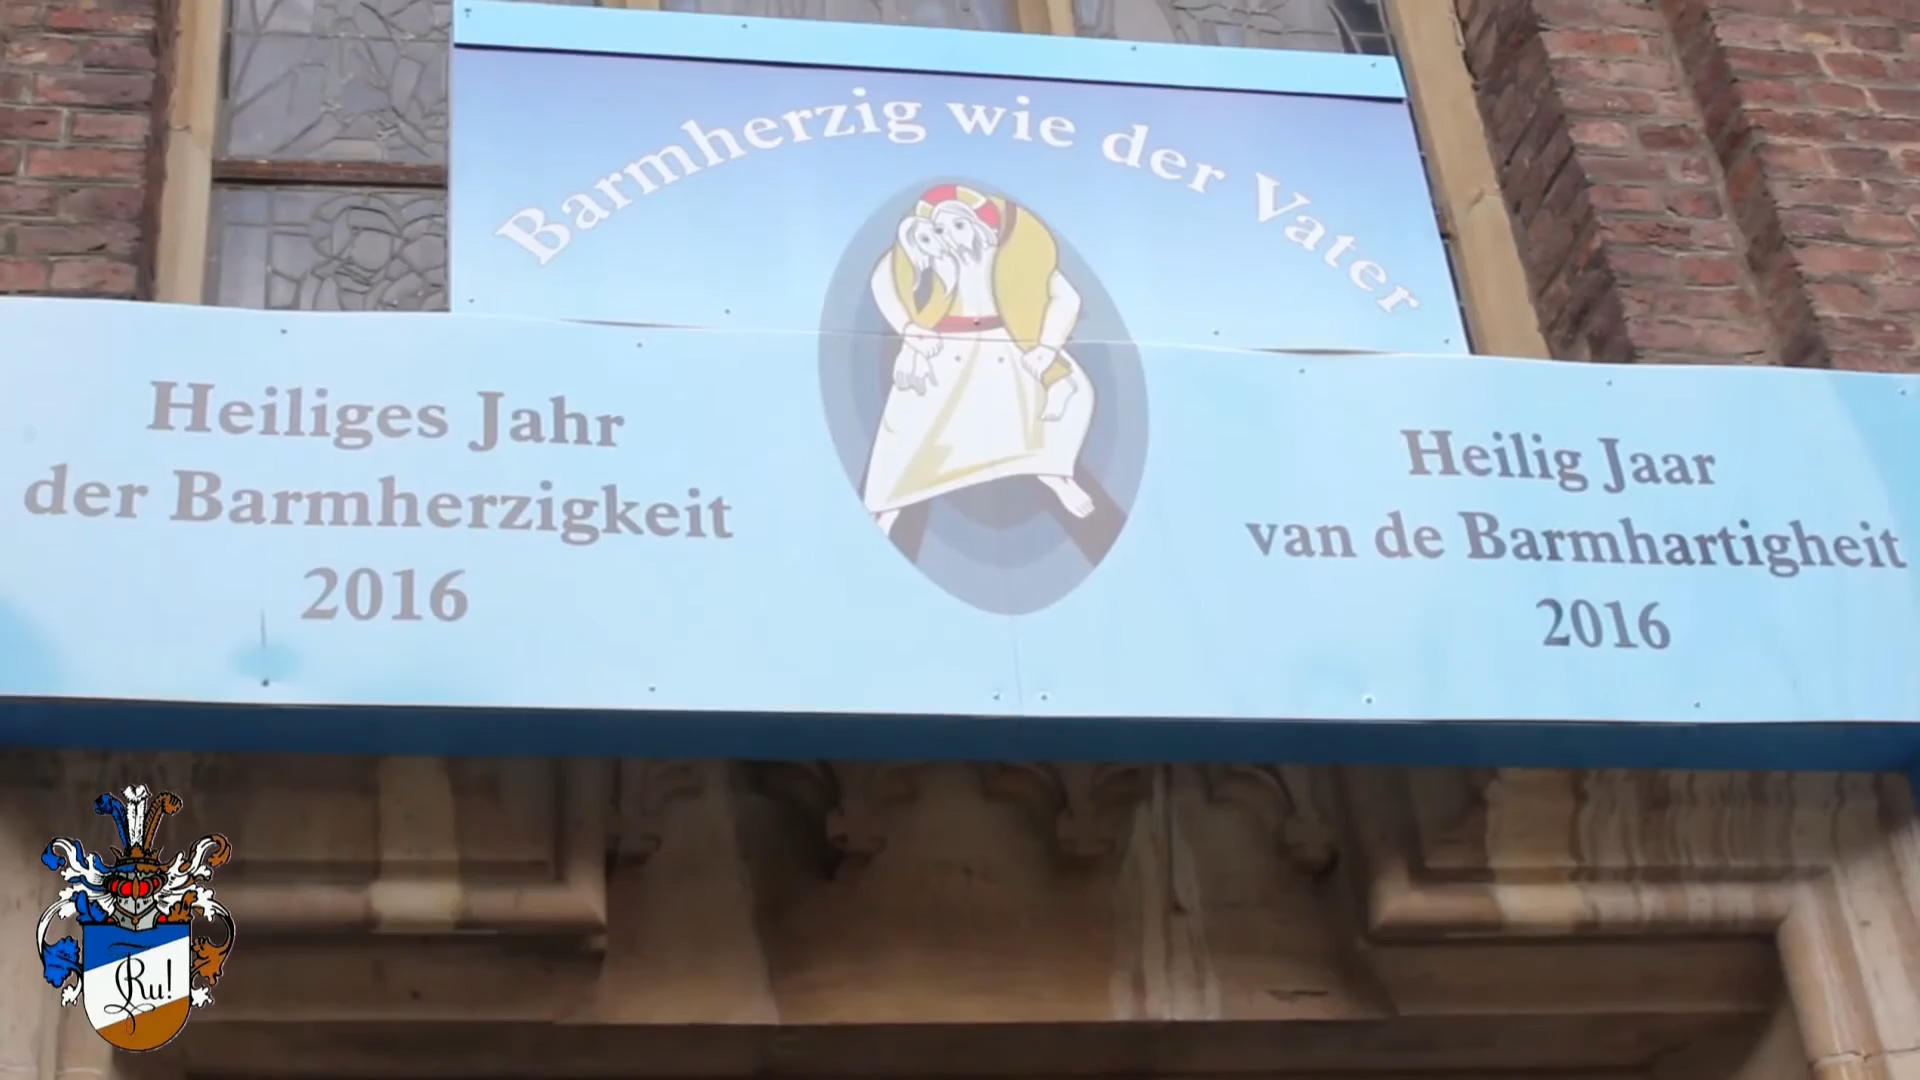 Barmherzig wie der Vater
Heiliges Jahr
der Barmherzigkeit
2016
Heilig Jaar
van de Barmhartigheit
2016
Ru!